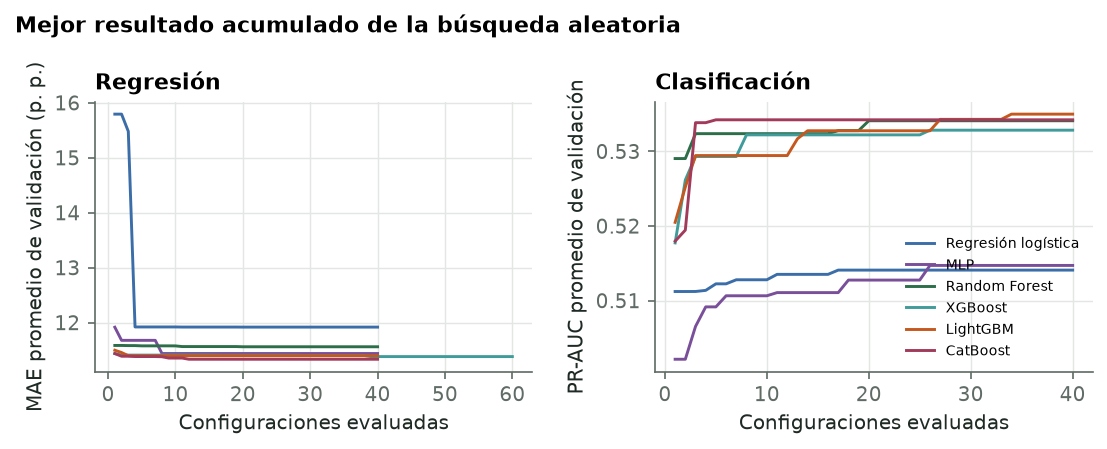 Mejor resultado acumulado de la búsqueda aleatoria
Regresión
MAE promedio de validación (p. p.)
16
15
14
13
12
0 10 20 30 40 50 60
Configuraciones evaluadas
Clasificación
PR-AUC promedio de validación
0.53
0.52
0.51
Regresión logística
MLP
Random Forest
XGBoost
LightGBM
CatBoost
0 10 20 30 40
Configuraciones evaluadas